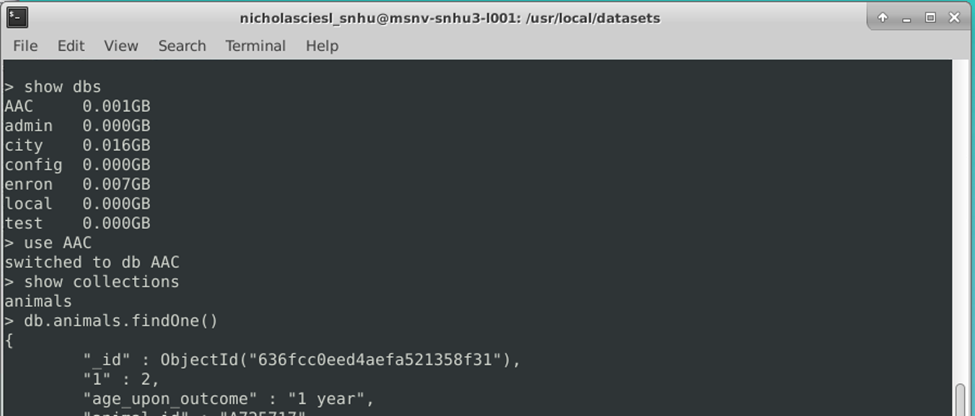 nicholasciesl_snhu@msnv-snhu3-l001: /usr/local/datasets
File Edit View Search Terminal Help
> show dbs
AAC     0.001GB
admin   0.000GB
city    0.016GB
config  0.000GB
enron   0.007GB
local   0.000GB
test    0.000GB
> use AAC
switched to db AAC
> show collections
animals
> db.animals.findOne()
{
        "_id" : ObjectId("636fcc0eed4aefa521358f31"),
        "1" : 2,
        "age_upon_outcome" : "1 year",
        "animal_id" : "A725717",